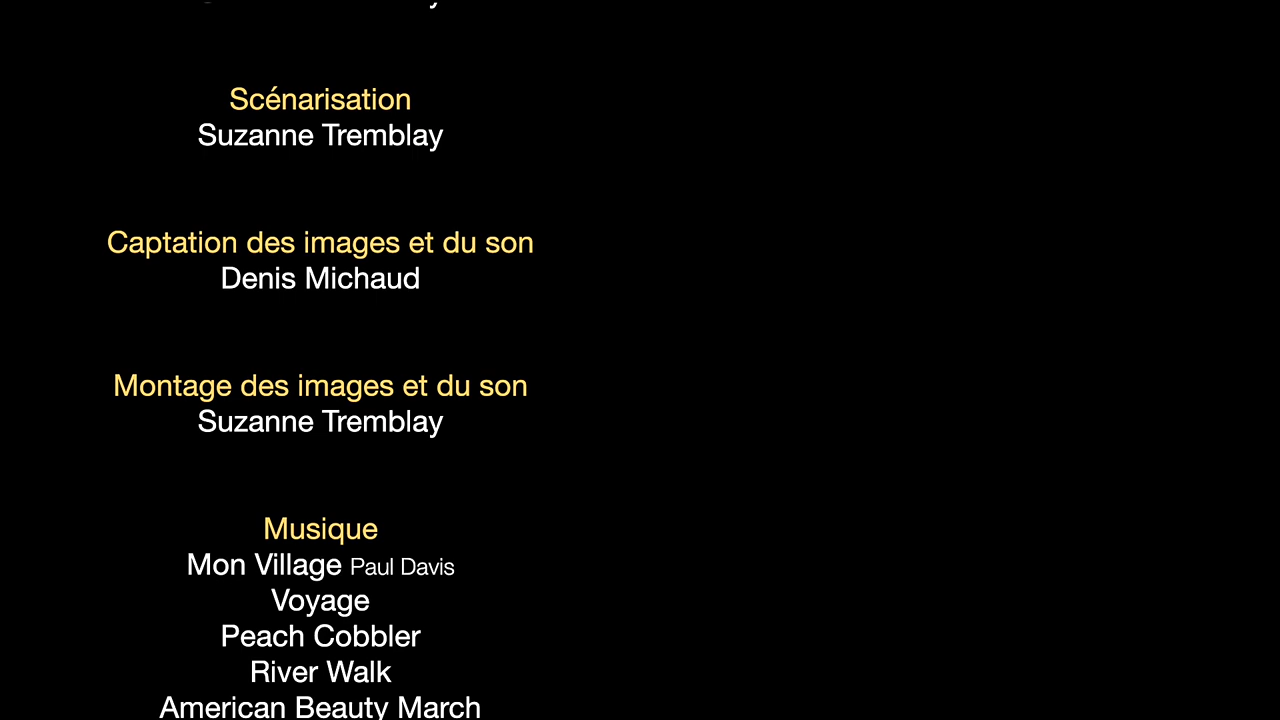 Scénarisation
Suzanne Tremblay
Captation des images et du son
Denis Michaud
Montage des images et du son
Suzanne Tremblay
Musique
Mon Village Paul Davis
Voyage
Peach Cobbler
River Walk
American Beauty March